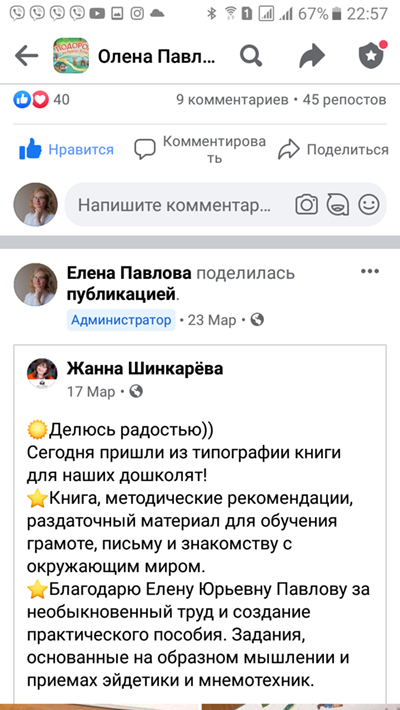 67% 22:57
ПОДОРО
Олена Павл...
40 9 комментариев • 45 репостов
Нравится Комментирова
ть Поделиться
Напишите комментар...
Елена Павлова поделилась
публикацией.
Администратор • 23 Мар •
Жанна Шинкарёва
17 Мар •
Делюсь радостью))
Сегодня пришли из типографии книги
для наших дошколят!
Книга, методические рекомендации,
раздаточный материал для обучения
грамоте, письму и знакомству с
окружающим миром.
Благодарю Елену Юрьевну Павлову за
необыкновенный труд и создание
практического пособия. Задания,
основанные на образном мышлении и
приемах эйдетики и мнемотехник.